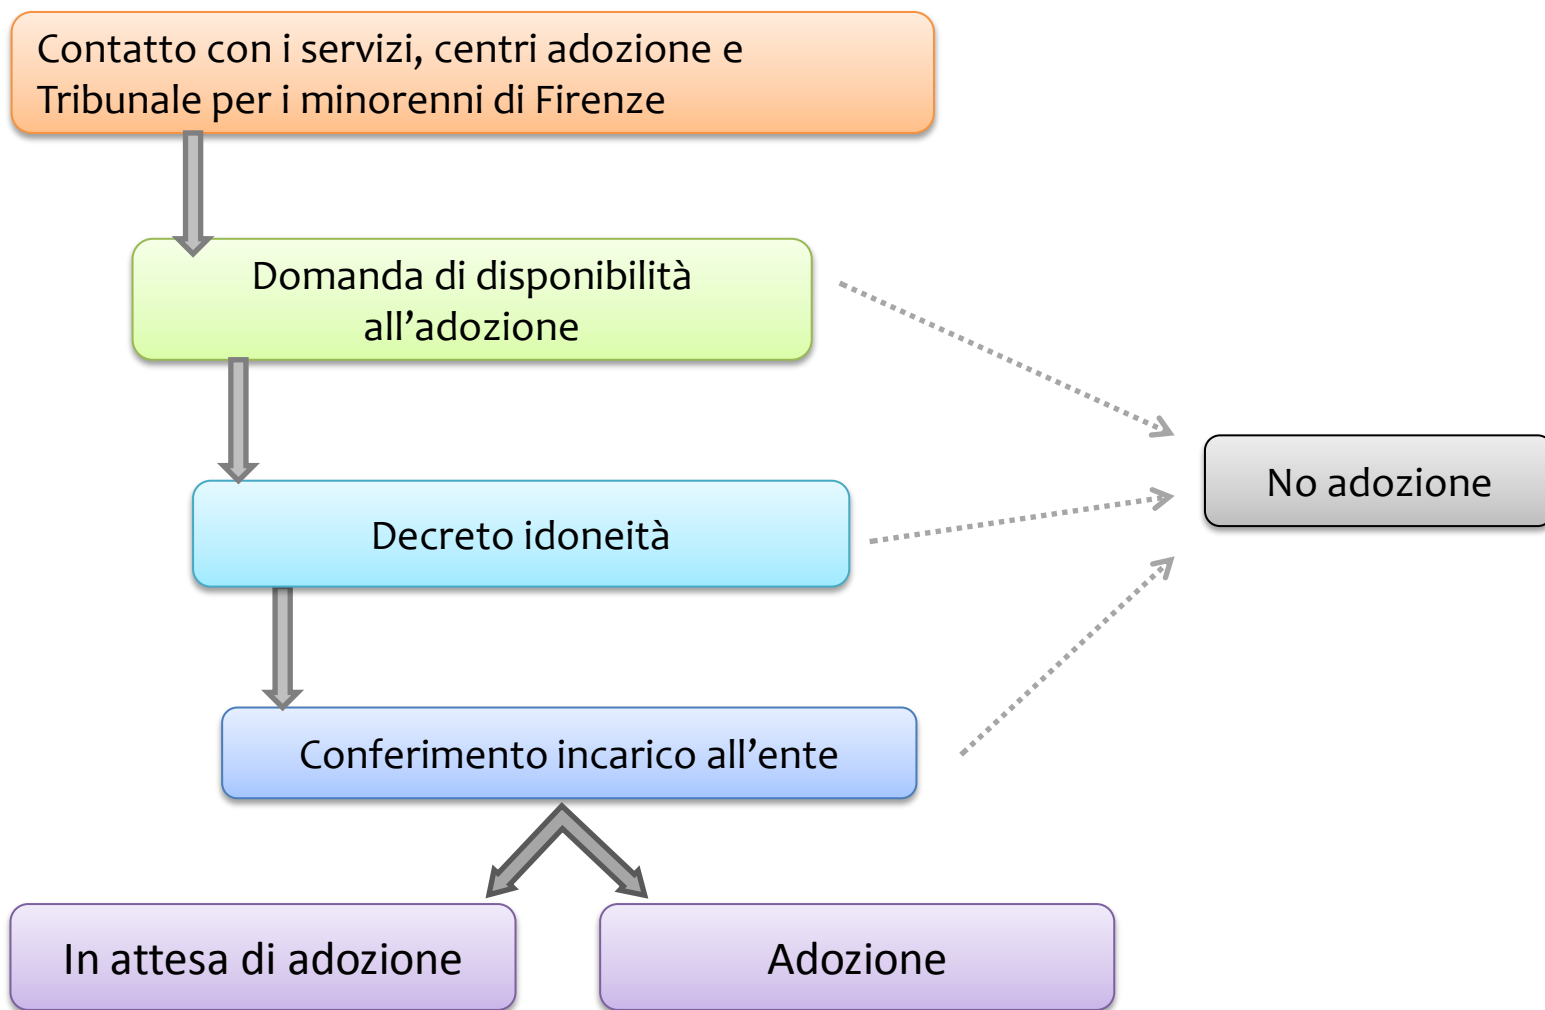 Contatto con i servizi, centri adozione e
Tribunale per i minorenni di Firenze
Domanda di disponibilità
all’adozione
No adozione
Decreto idoneità
Conferimento incarico all’ente
In attesa di adozione
Adozione